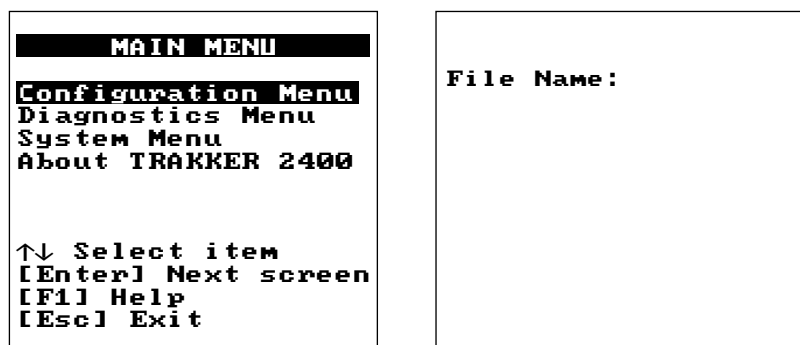 MAIN MENU
Configuration Menu
Diagnostics Menu
System Menu
About TRAKKER 2400
↑↓ Select item
[Enter] Next screen
[F1] Help
[Esc] Exit
File Name: